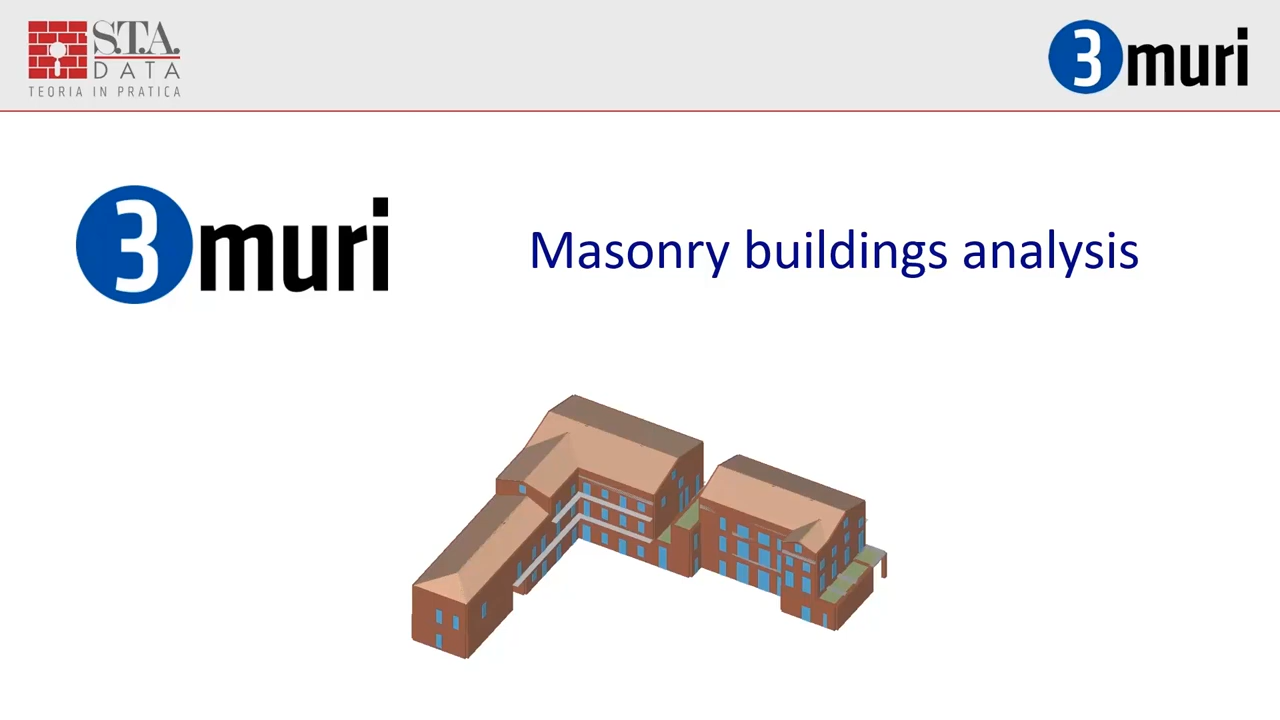 S.T.A.
DATA
TEORIA IN PRATICA
3muri
3muri
Masonry buildings analysis